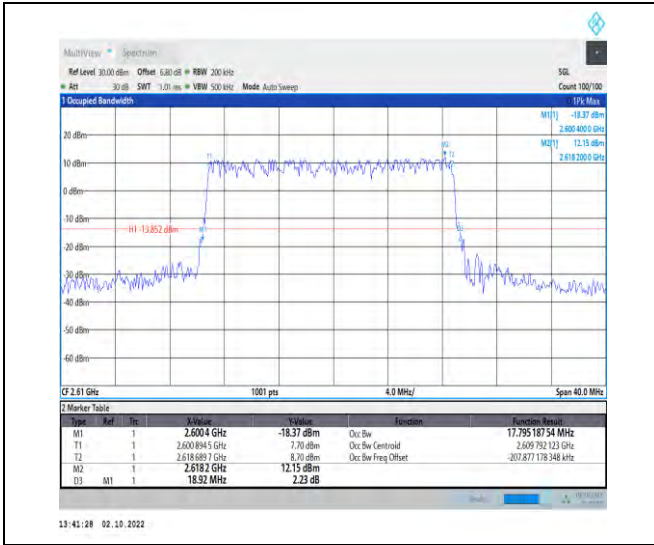 MultiView Spectrum
Ref Level 30.00 dBm Offset 6.80 dB RBW 200 kHz SGL
Att 30 dB SWT 1.01 ms VBW 500 kHz Mode Auto Sweep Count 100/100
1 Occupied Bandwidth 1Pk Max
M1[1] -18.37 dBm
2.600 400 0 GHz
M2[1] 12.15 dBm
2.618 200 0 GHz
20 dBm
M2
T1
T2
10 dBm
0 dBm
-10 dBm
H1 -13.852 dBm
-20 dBm
-30 dBm
-40 dBm
-50 dBm
-60 dBm
CF 2.61 GHz 1001 pts 4.0 MHz/ Span 40.0 MHz
2 Marker Table
Type Ref Trc X-Value Y-Value Function Function Result
M1 1 2.6004 GHz -18.37 dBm Occ Bw 17.795 187 54 MHz
T1 1 2.600 894 5 GHz 7.70 dBm Occ Bw Centroid 2.609 792 123 GHz
T2 1 2.618 689 7 GHz 8.70 dBm Occ Bw Freq Offset -207.877 178 348 kHz
M2 1 2.6182 GHz 12.15 dBm
D3 M1 1 18.92 MHz 2.23 dB
13:41:28 02.10.2022